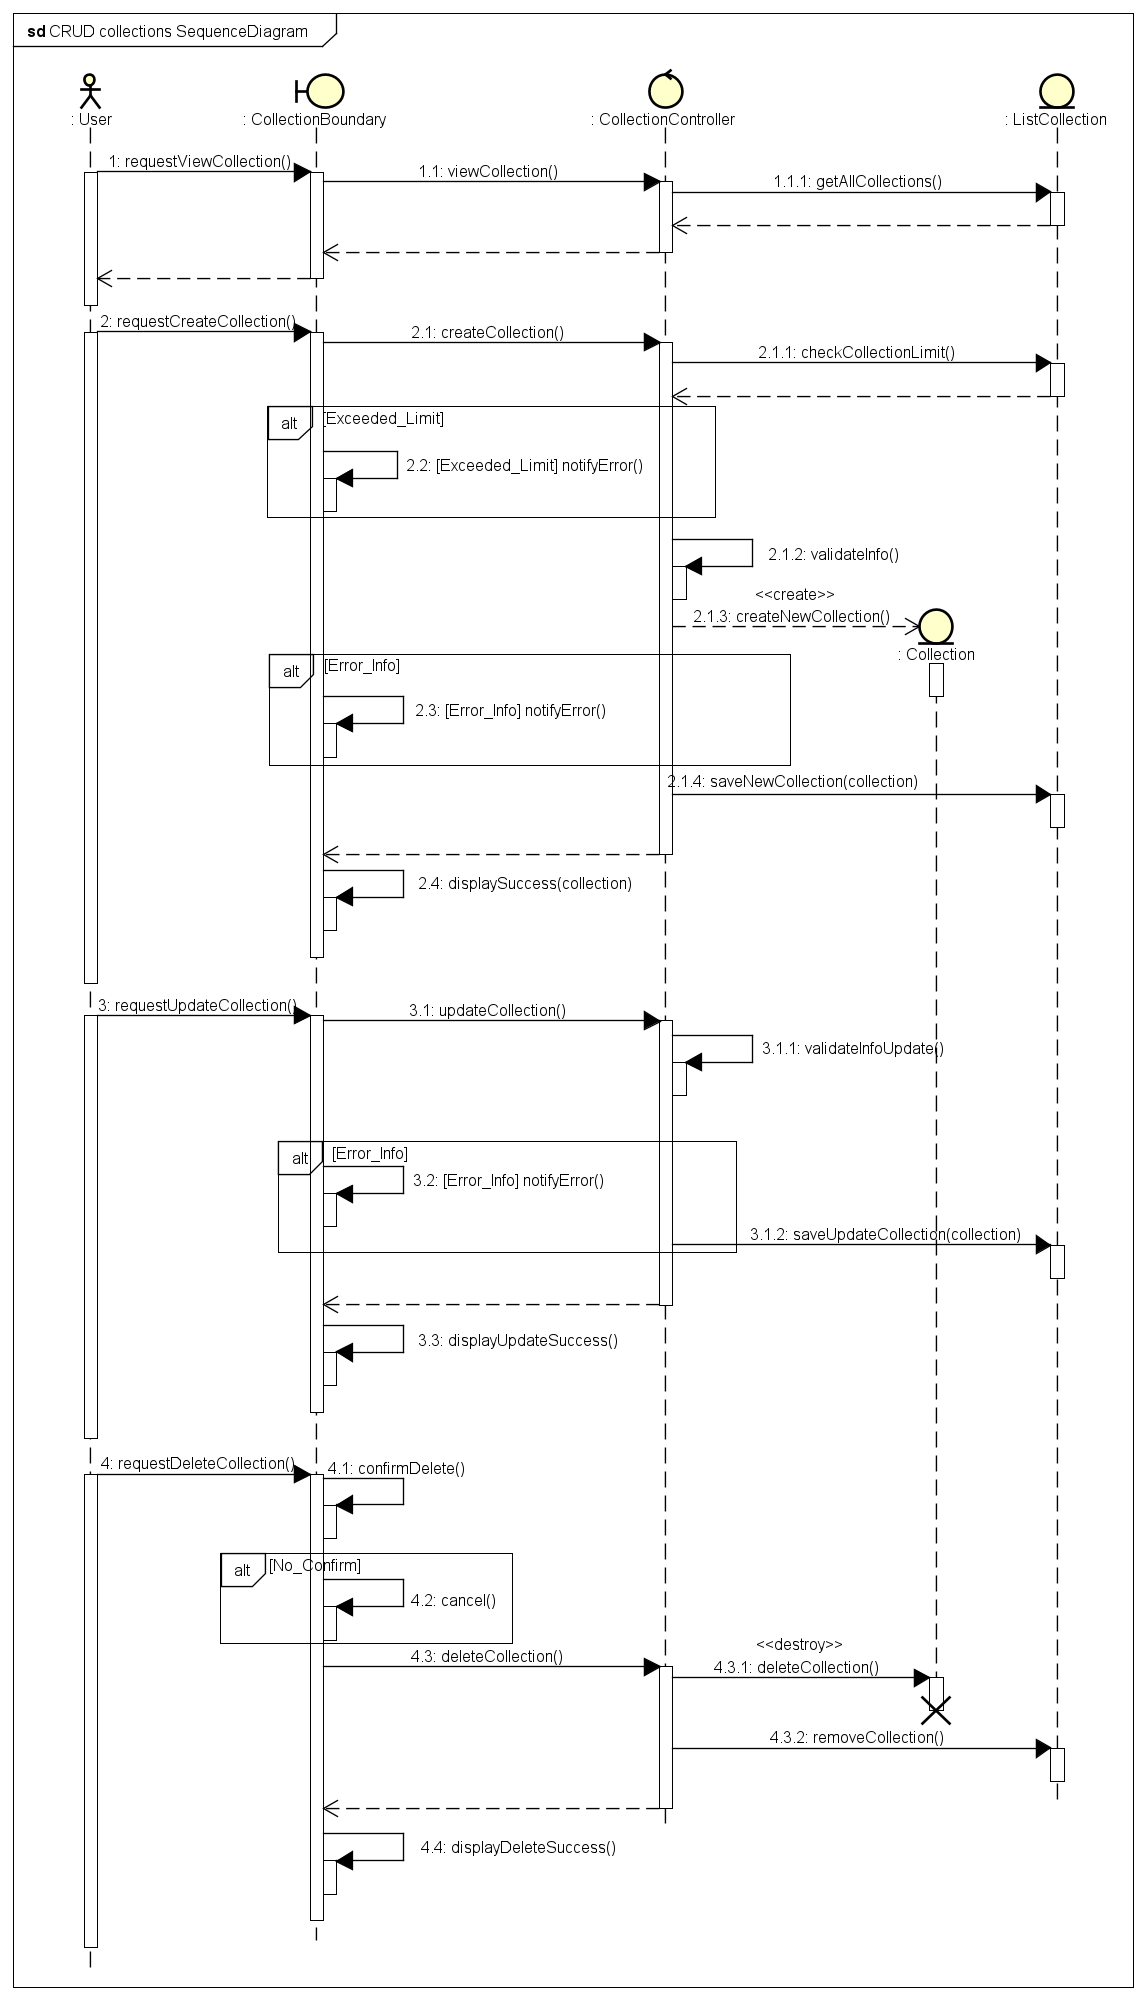 sd CRUD collections SequenceDiagram
: User
: CollectionBoundary
: CollectionController
: ListCollection
1: requestViewCollection()
1.1: viewCollection()
1.1.1: getAllCollections()
2: requestCreateCollection()
2.1: createCollection()
2.1.1: checkCollectionLimit()
alt
[Exceeded_Limit]
2.2: [Exceeded_Limit] notifyError()
2.1.2: validateInfo()
<<create>>
2.1.3: createNewCollection()
: Collection
alt
[Error_Info]
2.3: [Error_Info] notifyError()
2.1.4: saveNewCollection(collection)
2.4: displaySuccess(collection)
3: requestUpdateCollection()
3.1: updateCollection()
3.1.1: validateInfoUpdate()
alt
[Error_Info]
3.2: [Error_Info] notifyError()
3.1.2: saveUpdateCollection(collection)
3.3: displayUpdateSuccess()
4: requestDeleteCollection()
4.1: confirmDelete()
alt
[No_Confirm]
4.2: cancel()
4.3: deleteCollection()
<<destroy>>
4.3.1: deleteCollection()
4.3.2: removeCollection()
4.4: displayDeleteSuccess()